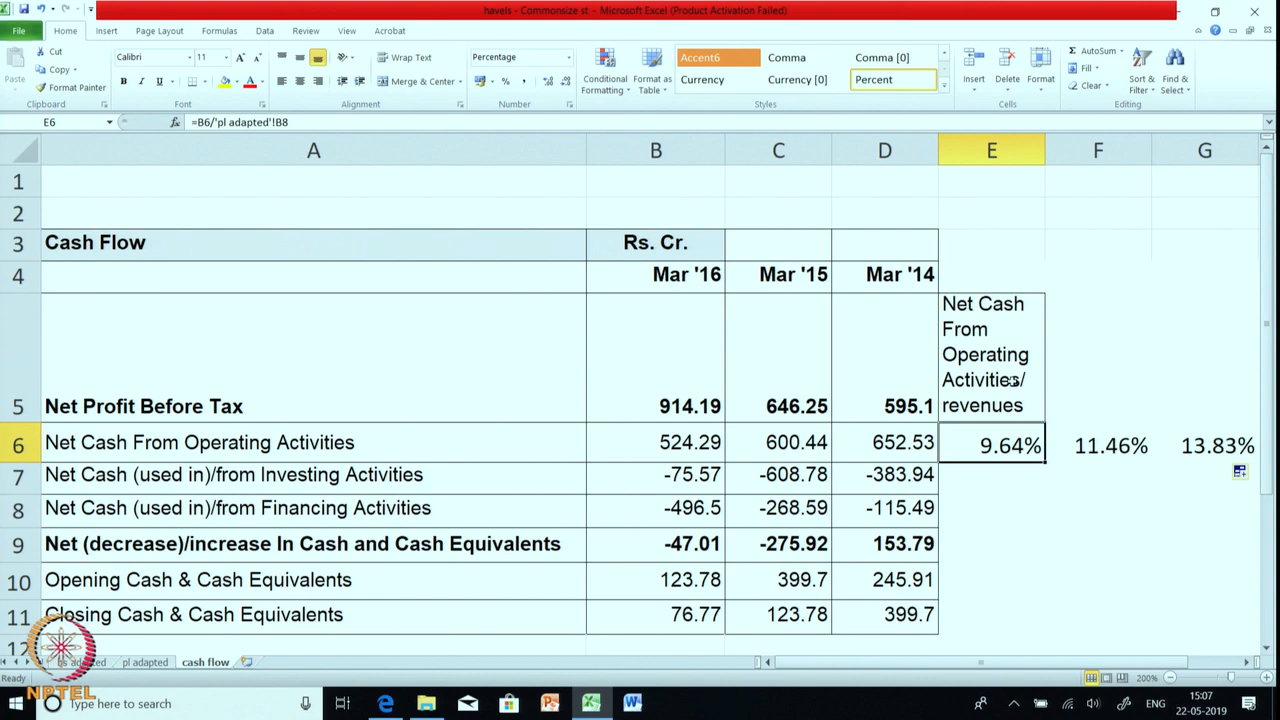 havels - Commonsize st - Microsoft Excel (Product Activation Failed)
File Home Insert Page Layout Formulas Data Review View Acrobat
Paste
Cut
Copy
Format Painter
Calibri 11
B I U
Wrap Text
Merge & Center
Percentage
Conditional Formatting
Format as Table
Accent6 Comma Comma [0]
Currency Currency [0] Percent
Insert Delete Format
AutoSum
Fill
Clear
Sort & Filter
Find & Select
Clipboard Font Alignment Number Styles Cells Editing
E6 fx =B6/'pl adapted'!B8
A B C D E F G
1
2
3 Cash Flow Rs. Cr.
4 Mar '16 Mar '15 Mar '14
5 Net Profit Before Tax 914.19 646.25 595.1 Net Cash From Operating Activities/ revenues
6 Net Cash From Operating Activities 524.29 600.44 652.53 9.64% 11.46% 13.83%
7 Net Cash (used in)/from Investing Activities -75.57 -608.78 -383.94
8 Net Cash (used in)/from Financing Activities -496.5 -268.59 -115.49
9 Net (decrease)/increase In Cash and Cash Equivalents -47.01 -275.92 153.79
10 Opening Cash & Cash Equivalents 123.78 399.7 245.91
11 Closing Cash & Cash Equivalents 76.77 123.78 399.7
12
adapted pl adapted cash flow
Ready 200%
NPTEL
Type here to search
ENG
15:07
22-05-2019